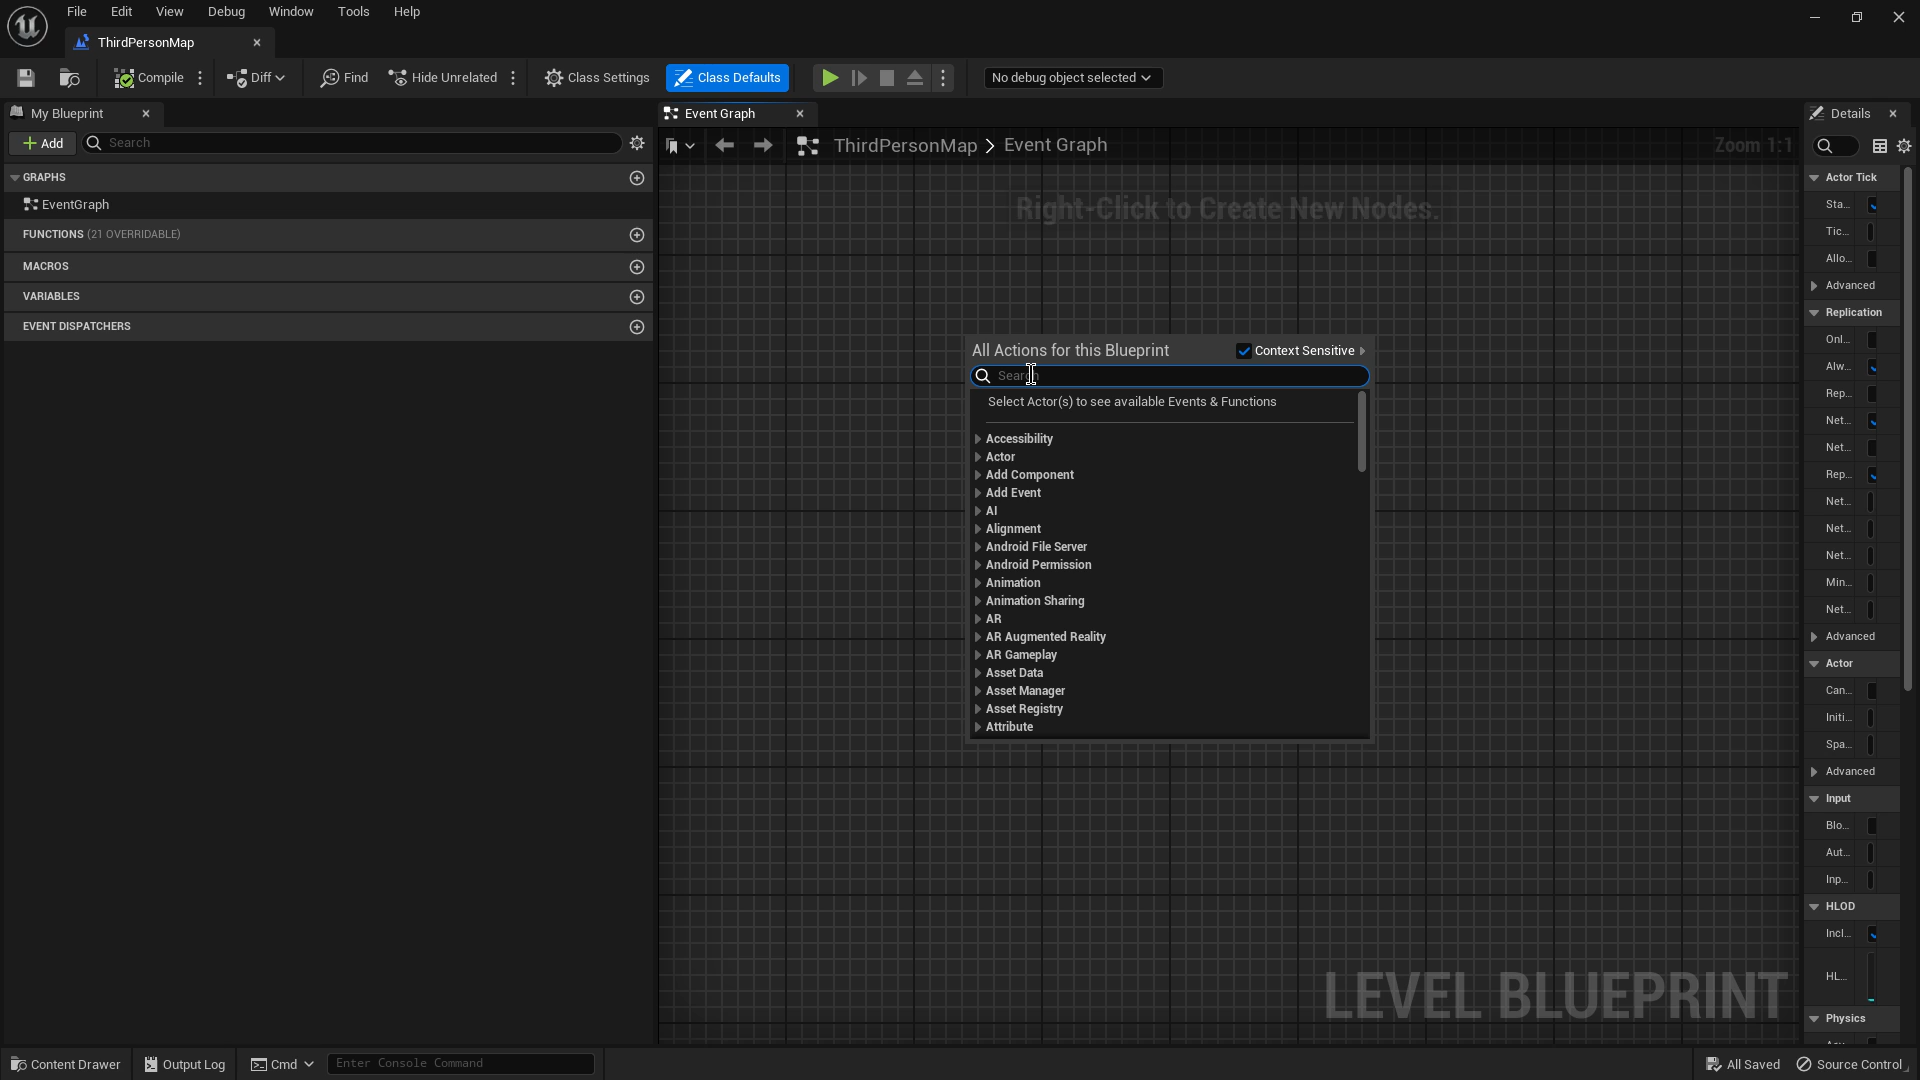 File Edit View Debug Window Tools Help
ThirdPersonMap
Compile Diff Find Hide Unrelated Class Settings Class Defaults No debug object selected
My Blueprint
Event Graph
Details
Add Search
ThirdPersonMap > Event Graph
Zoom 1:1
GRAPHS
EventGraph
FUNCTIONS (21 OVERRIDABLE)
MACROS
VARIABLES
EVENT DISPATCHERS
Right-Click to Create New Nodes.
All Actions for this Blueprint Context Sensitive
Search
Select Actor(s) to see available Events & Functions
Accessibility
Actor
Add Component
Add Event
AI
Alignment
Android File Server
Android Permission
Animation
Animation Sharing
AR
AR Augmented Reality
AR Gameplay
Asset Data
Asset Manager
Asset Registry
Attribute
LEVEL BLUEPRINT
Actor Tick
Sta...
Tic...
Allo...
Advanced
Replication
Onl...
Alw...
Rep...
Net...
Net...
Rep...
Net...
Net...
Net...
Min...
Net...
Advanced
Actor
Can...
Initi...
Spa...
Advanced
Input
Blo...
Aut...
Inp...
HLOD
Incl...
HL...
Physics
Content Drawer Output Log Cmd Enter Console Command All Saved Source Control